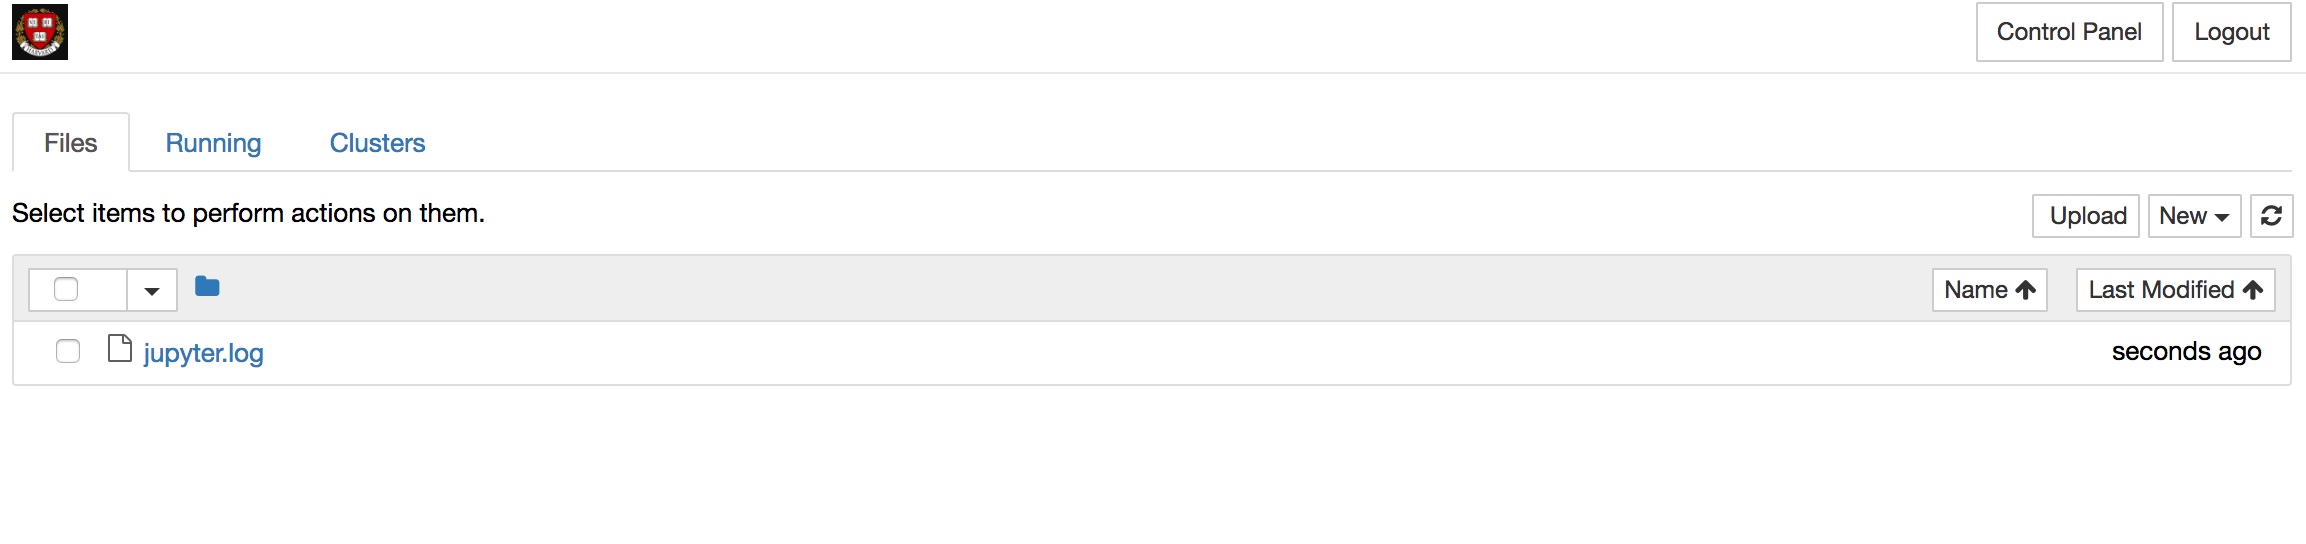 Control Panel Logout
Files Running Clusters
Select items to perform actions on them.
Upload New
Name Last Modified
jupyter.log seconds ago